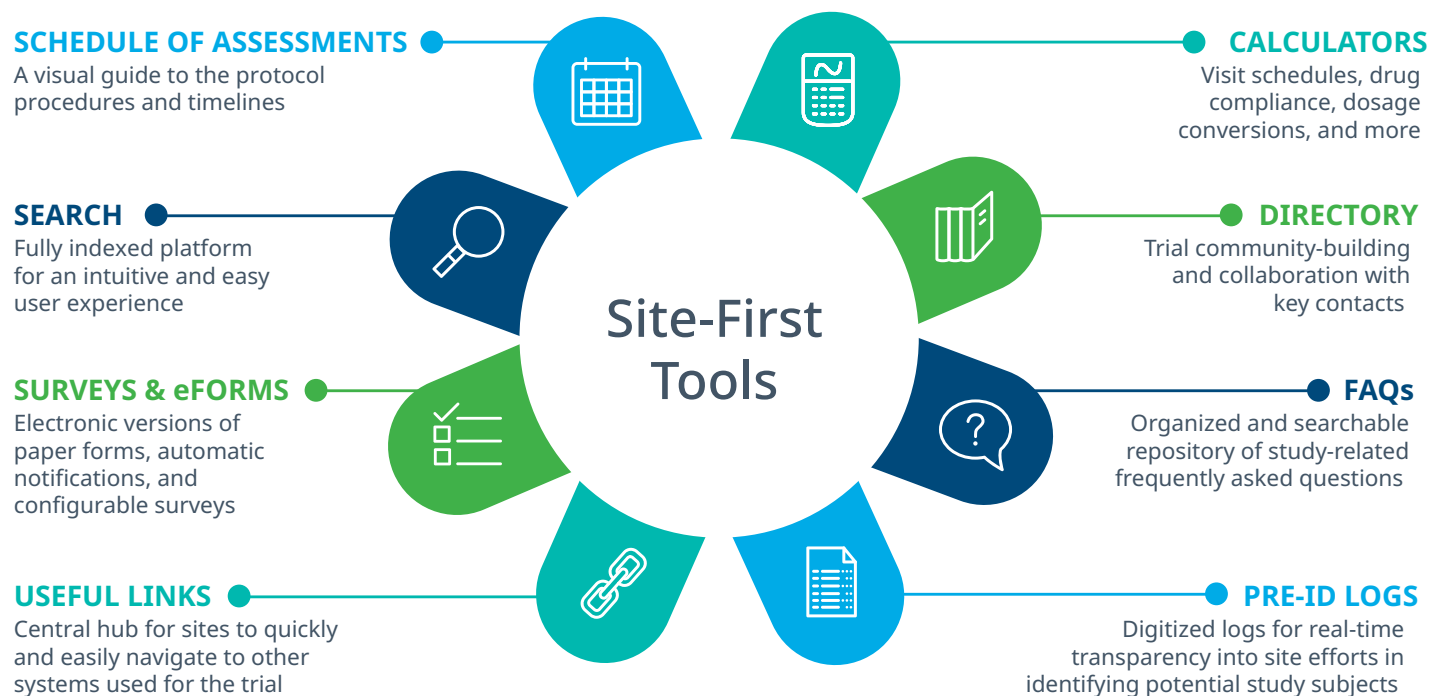 SCHEDULE OF ASSESSMENTS
A visual guide to the protocol
procedures and timelines
SEARCH
Fully indexed platform
for an intuitive and easy
user experience
SURVEYS & eFORMS
Electronic versions of
paper forms, automatic
notifications, and
configurable surveys
USEFUL LINKS
Central hub for sites to quickly
and easily navigate to other
systems used for the trial
Site-First
Tools
CALCULATORS
Visit schedules, drug
compliance, dosage
conversions, and more
DIRECTORY
Trial community-building
and collaboration with
key contacts
FAQs
Organized and searchable
repository of study-related
frequently asked questions
PRE-ID LOGS
Digitized logs for real-time
transparency into site efforts in
identifying potential study subjects